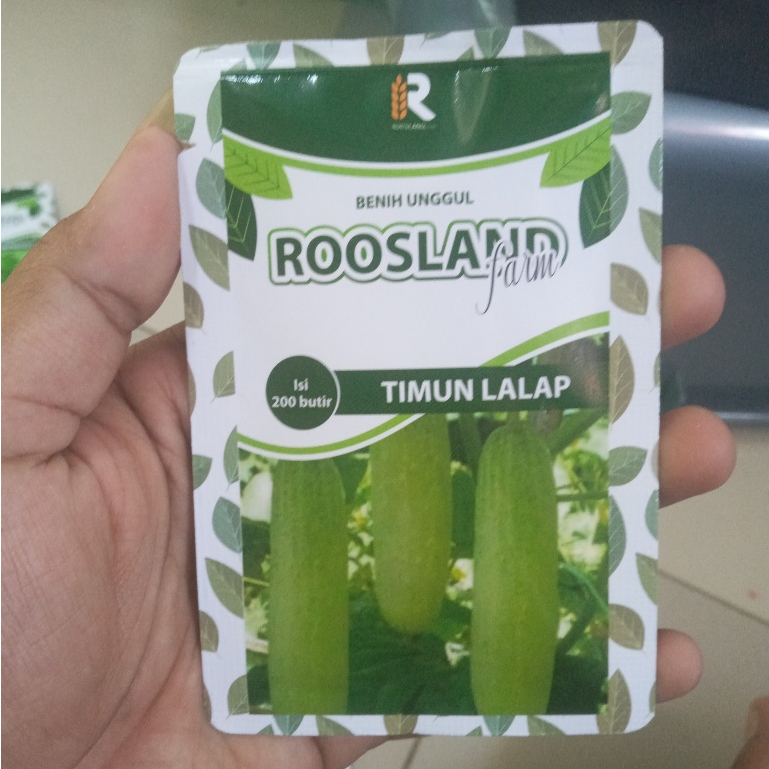 R
BENIH UNGGUL
ROOSLAND
farm
Isi
200 butir
TIMUN LALAP